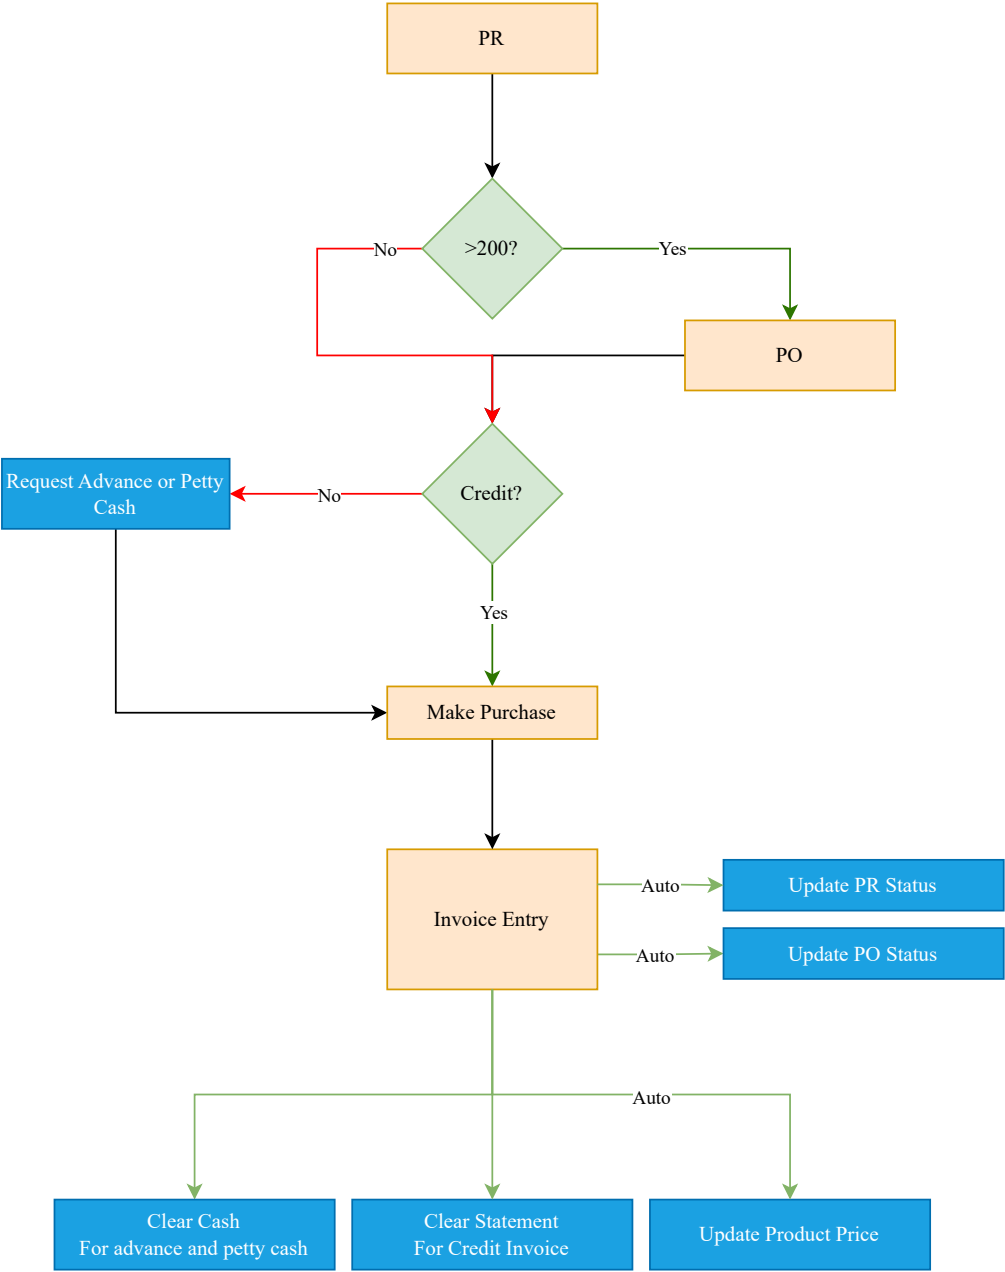 PR
>200?
No
Yes
PO
Credit?
Request Advance or Petty
Cash
No
Yes
Make Purchase
Invoice Entry
Auto
Update PR Status
Auto
Update PO Status
Auto
Clear Cash
For advance and petty cash
Clear Statement
For Credit Invoice
Update Product Price